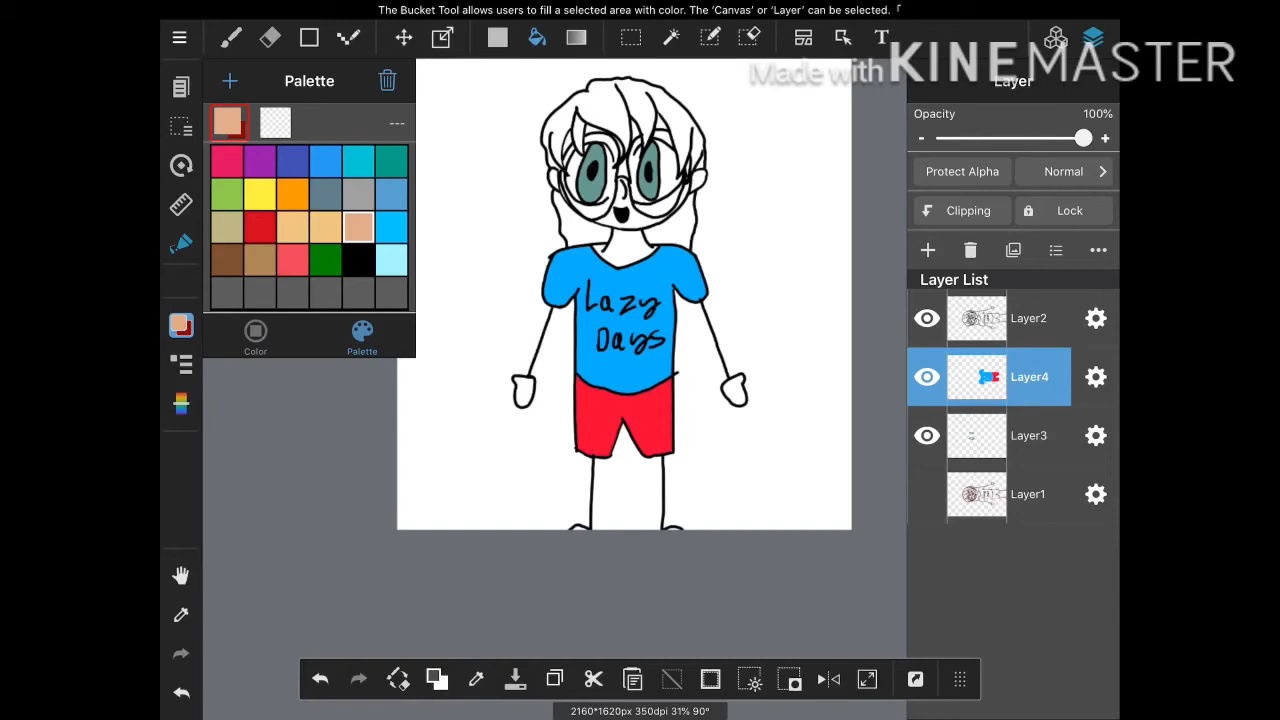 The Bucket Tool allows users to fill a selected area with color. The ‘Canvas’ or ‘Layer’ can be selected.「
T
Made with KINEMASTER
Palette
Layer
Opacity 100%
- +
---
Protect Alpha Normal
Clipping Lock
Layer List
Layer2
Lazy
Days
Color Palette
Layer4
Layer3
Layer1
2160*1620px 350dpi 31% 90°